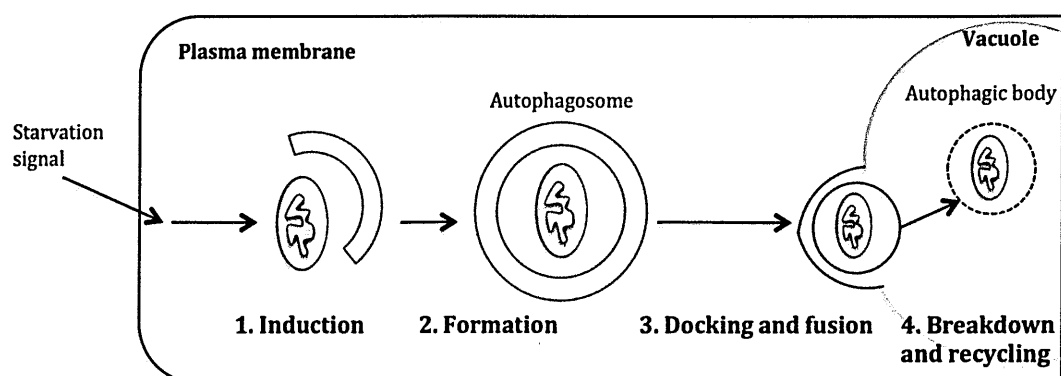 Plasma membrane
Vacuole
Autophagosome
Autophagic body
Starvation
signal
1. Induction
2. Formation
3. Docking and fusion
4. Breakdown
and recycling